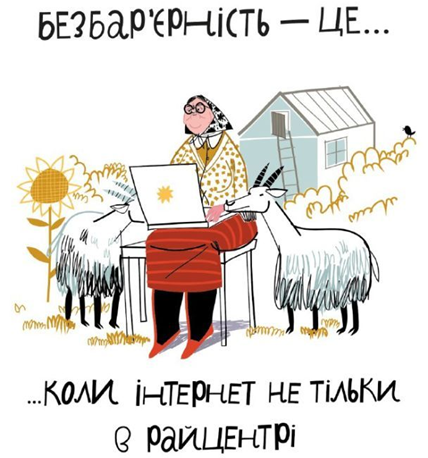 БЕЗБАР'ЄРНІСТЬ — ЦЕ...
...КОЛИ ІНТЕРНЕТ НЕ ТІЛЬКИ
В РАЙЦЕНТРІ